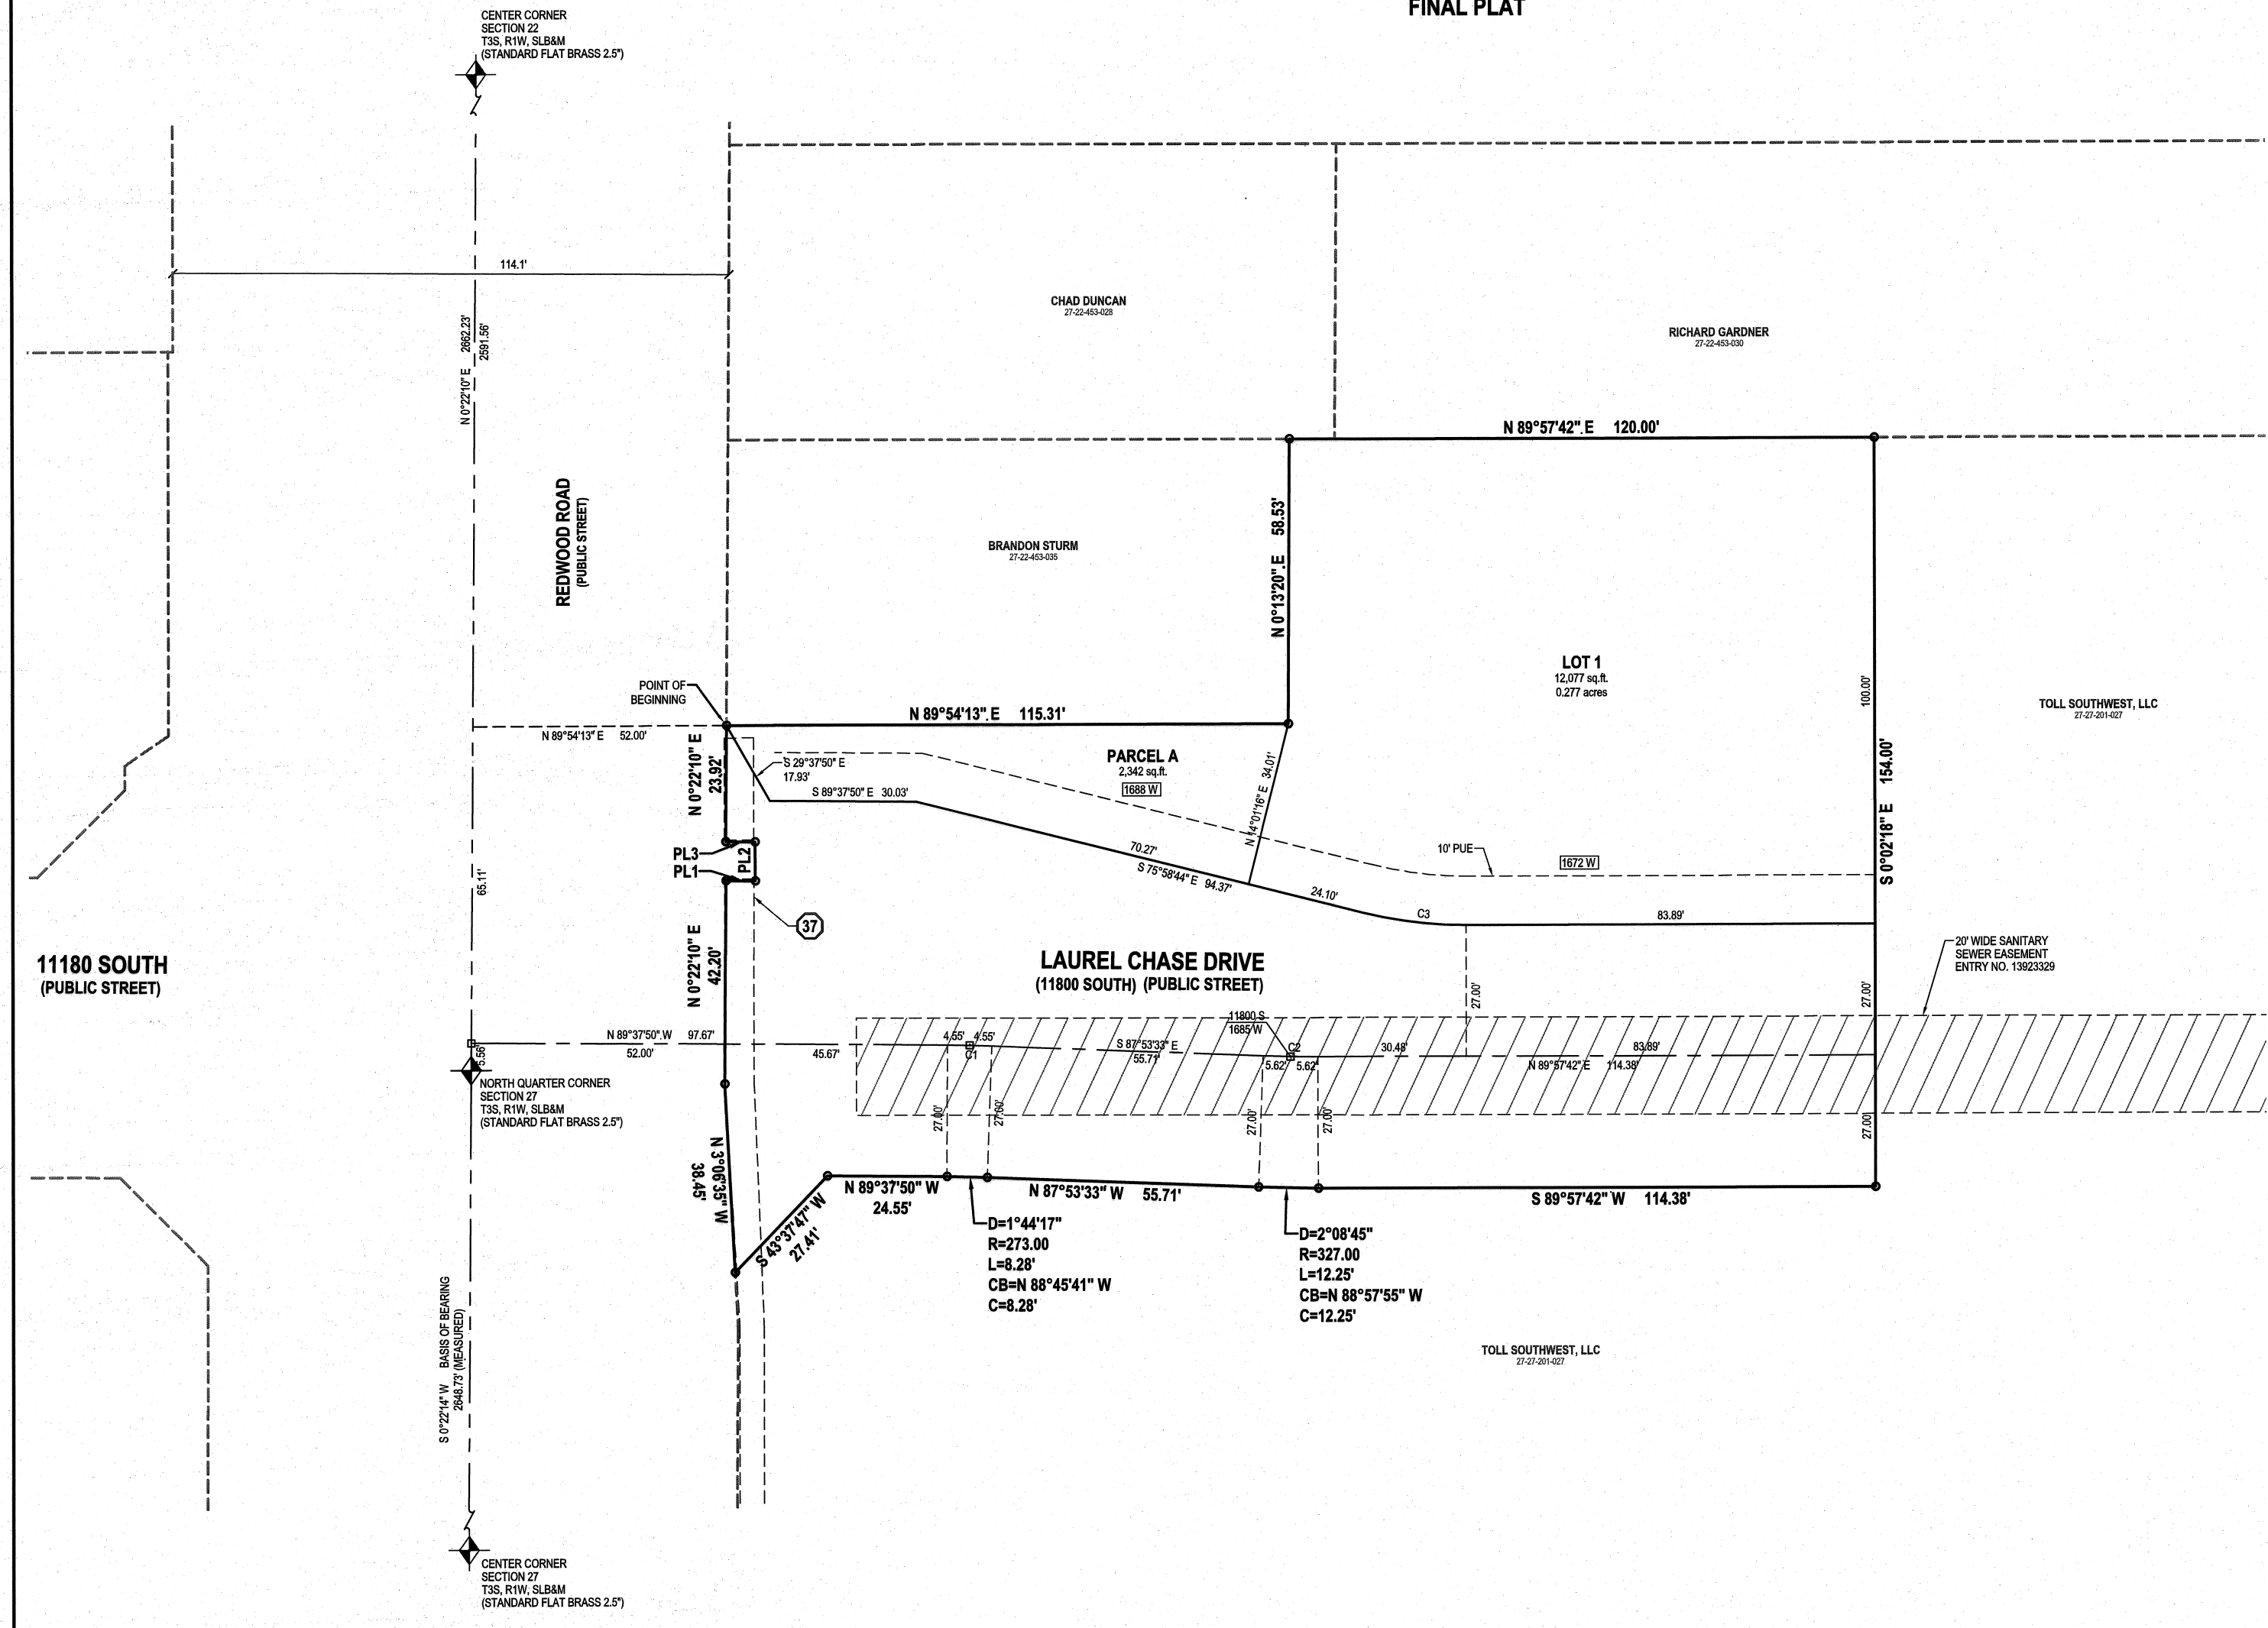 FINAL PLAT
CENTER CORNER
SECTION 22
T3S, R1W, SLB&M
(STANDARD FLAT BRASS 2.5")
114.1'
N 0°22'10" E 2662.23'
2591.56'
CHAD DUNCAN
27-22-453-028
RICHARD GARDNER
27-22-453-030
N 89°57'42" E 120.00'
REDWOOD ROAD
(PUBLIC STREET)
BRANDON STURM
27-22-453-035
N 0°13'20" E 58.53'
LOT 1
12,077 sq.ft.
0.277 acres
100.00'
S 0°02'18" E 154.00'
TOLL SOUTHWEST, LLC
27-27-201-027
POINT OF
BEGINNING
N 89°54'13" E 52.00'
N 89°54'13" E 115.31'
N 0°22'10" E
23.92'
S 29°37'50" E
17.93'
S 89°37'50" E 30.03'
PARCEL A
2,342 sq.ft.
1688 W
N 14°01'16" E 34.01'
70.27'
S 75°58'44" E 94.37'
24.10'
C3
83.89'
10' PUE
1672 W
PL3
PL1
PL2
37
65.11'
N 0°22'10" E
42.20'
11180 SOUTH
(PUBLIC STREET)
LAUREL CHASE DRIVE
(11800 SOUTH) (PUBLIC STREET)
20' WIDE SANITARY
SEWER EASEMENT
ENTRY NO. 13923329
27.00'
27.00'
N 89°37'50" W 97.67'
52.00'
45.67'
5.56'
4.55' 4.55'
C1
S 87°53'33" E
55.71'
11800 S
1685 W
C2
5.62' 5.62'
30.48'
83.89'
N 89°57'42" E 114.38'
27.00'
27.00'
27.00'
27.00'
27.00'
NORTH QUARTER CORNER
SECTION 27
T3S, R1W, SLB&M
(STANDARD FLAT BRASS 2.5")
N 3°06'35" W
38.45'
S 43°37'47" W
27.41'
N 89°37'50" W
24.55'
N 87°53'33" W 55.71'
S 89°57'42" W 114.38'
D=1°44'17"
R=273.00
L=8.28'
CB=N 88°45'41" W
C=8.28'
D=2°08'45"
R=327.00
L=12.25'
CB=N 88°57'55" W
C=12.25'
S 0°22'14" W BASIS OF BEARING
2648.73' (MEASURED)
TOLL SOUTHWEST, LLC
27-27-201-027
CENTER CORNER
SECTION 27
T3S, R1W, SLB&M
(STANDARD FLAT BRASS 2.5")